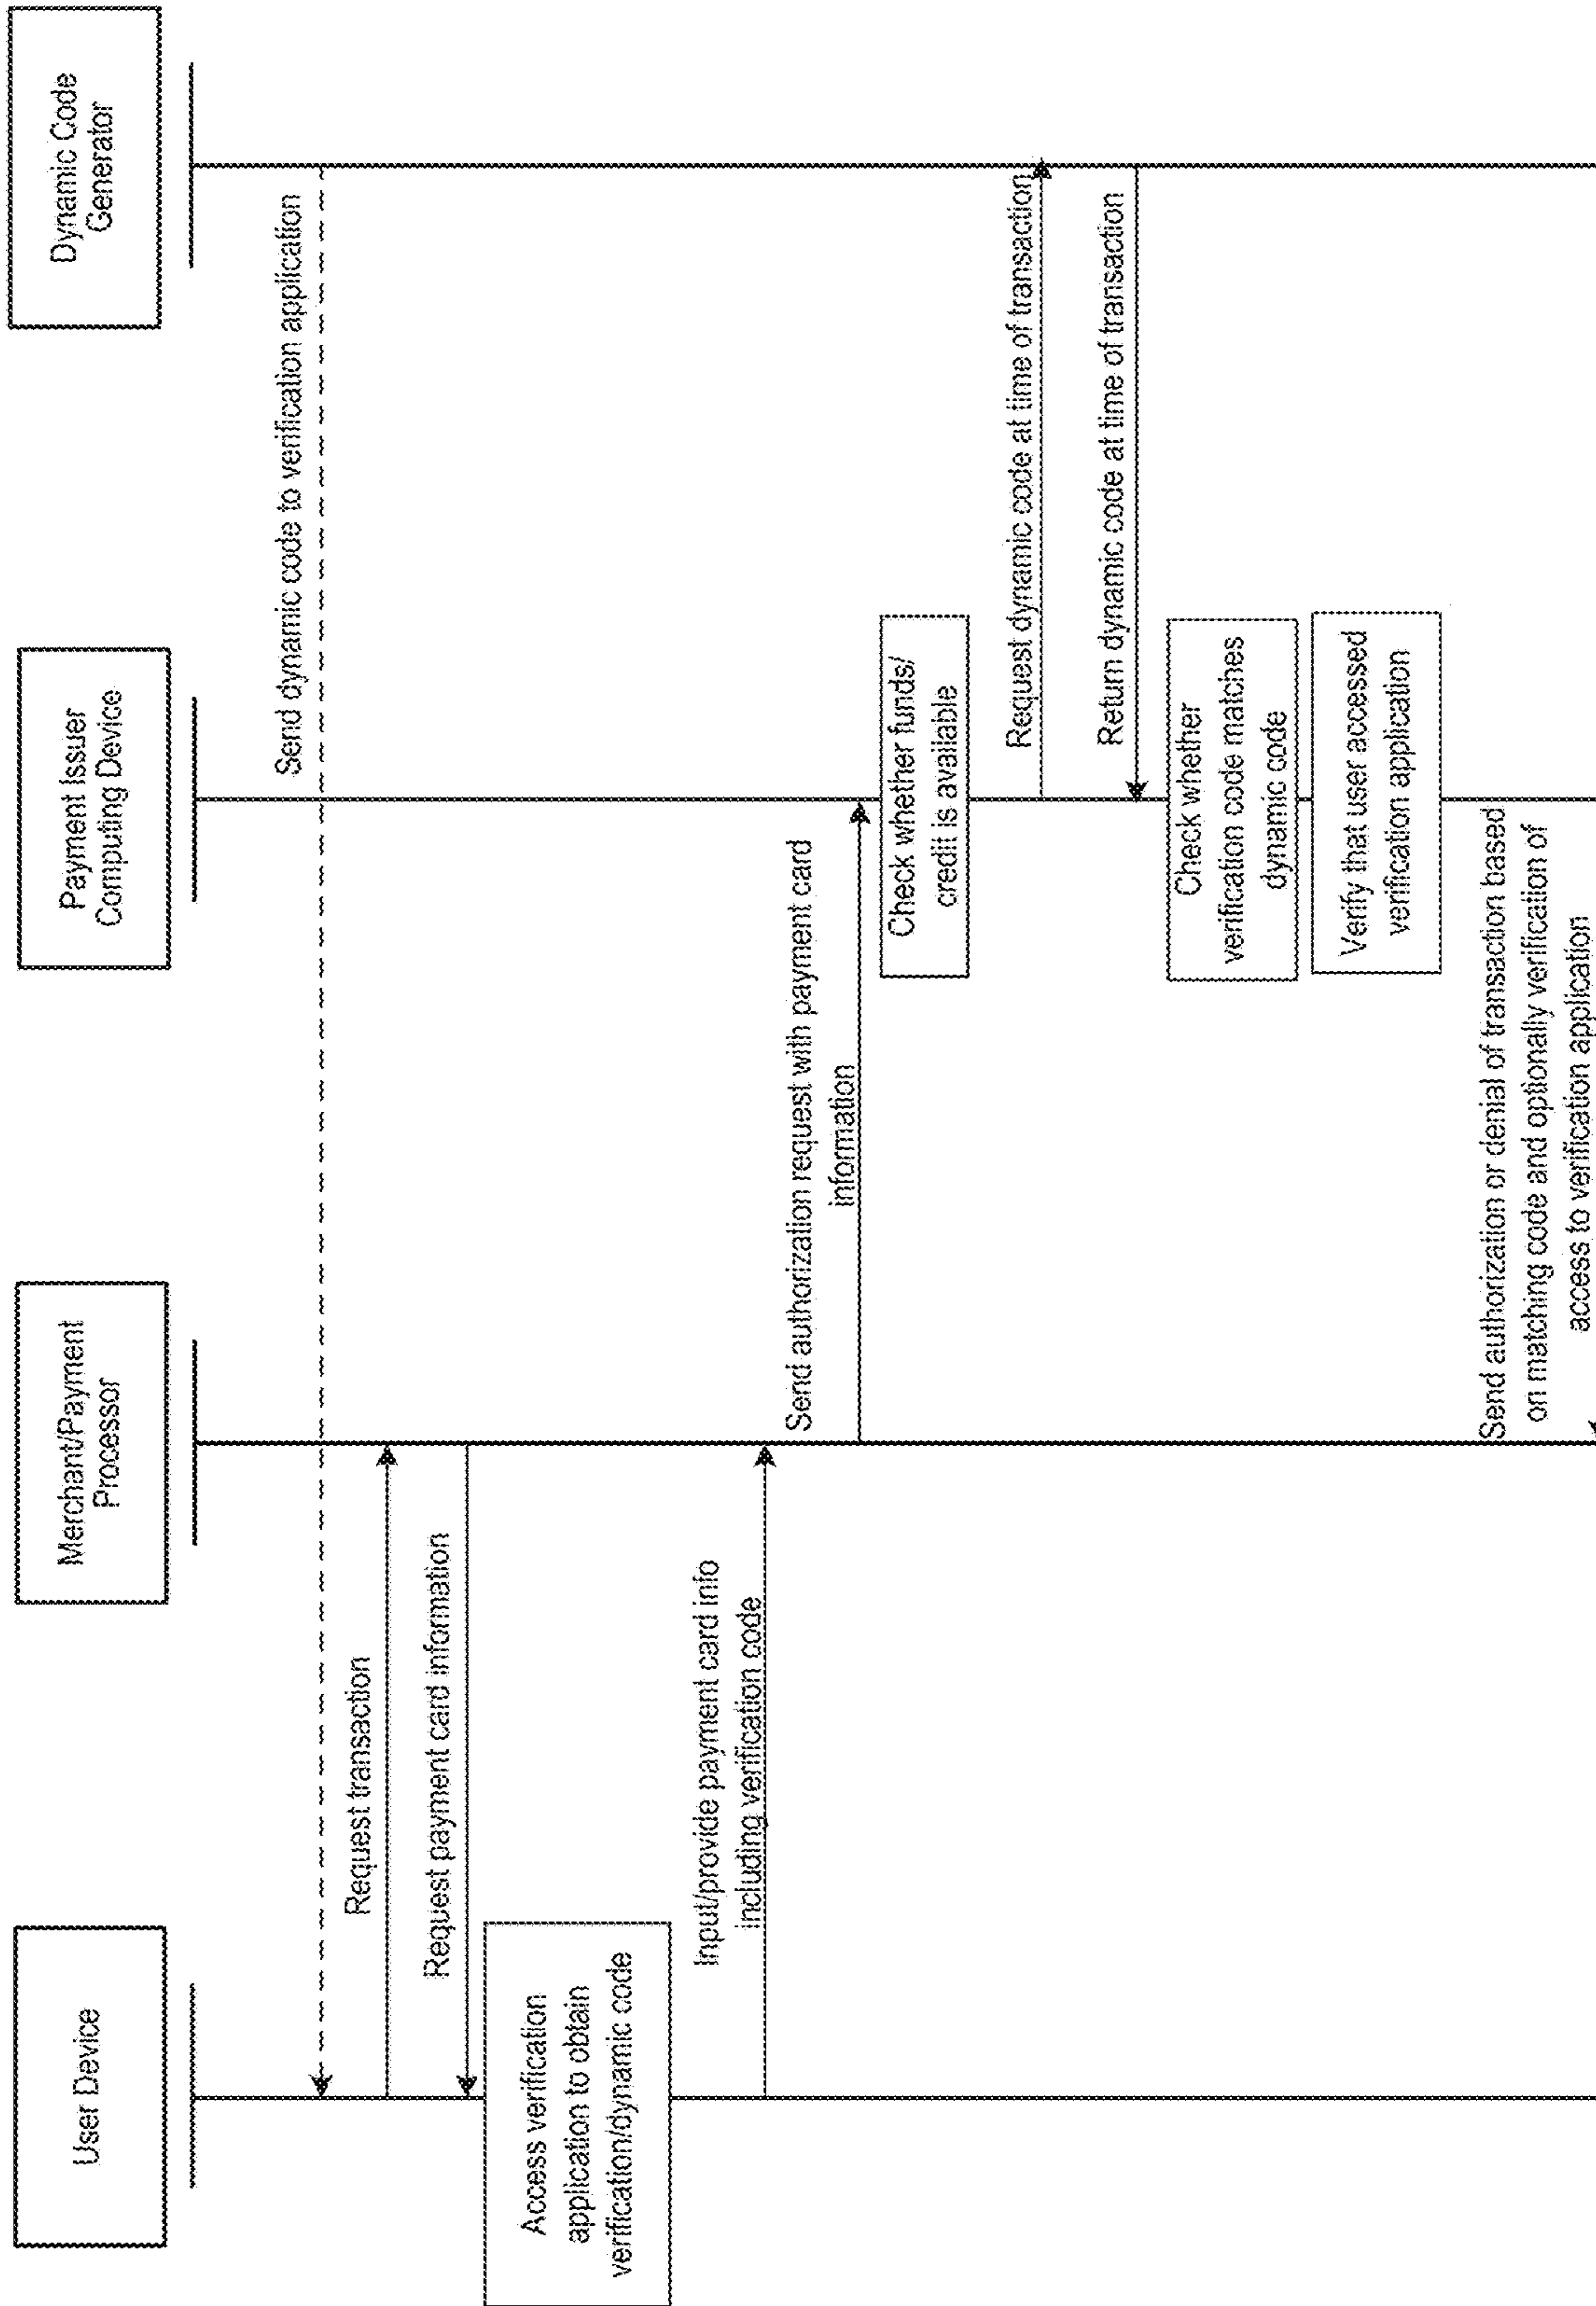 User Device
Merchant/Payment
Processor
Payment Issuer
Computing Device
Dynamic Code
Generator
Send dynamic code to verification application
Request transaction
Request payment card information
Access verification
application to obtain
verification/dynamic code
Input/provide payment card info
including verification code
Send authorization request with payment card
information
Check whether funds/
credit is available
Request dynamic code at time of transaction
Return dynamic code at time of transaction
Check whether
verification code matches
dynamic code
Verify that user accessed
verification application
Send authorization or denial of transaction based
on matching code and optionally verification of
access to verification application